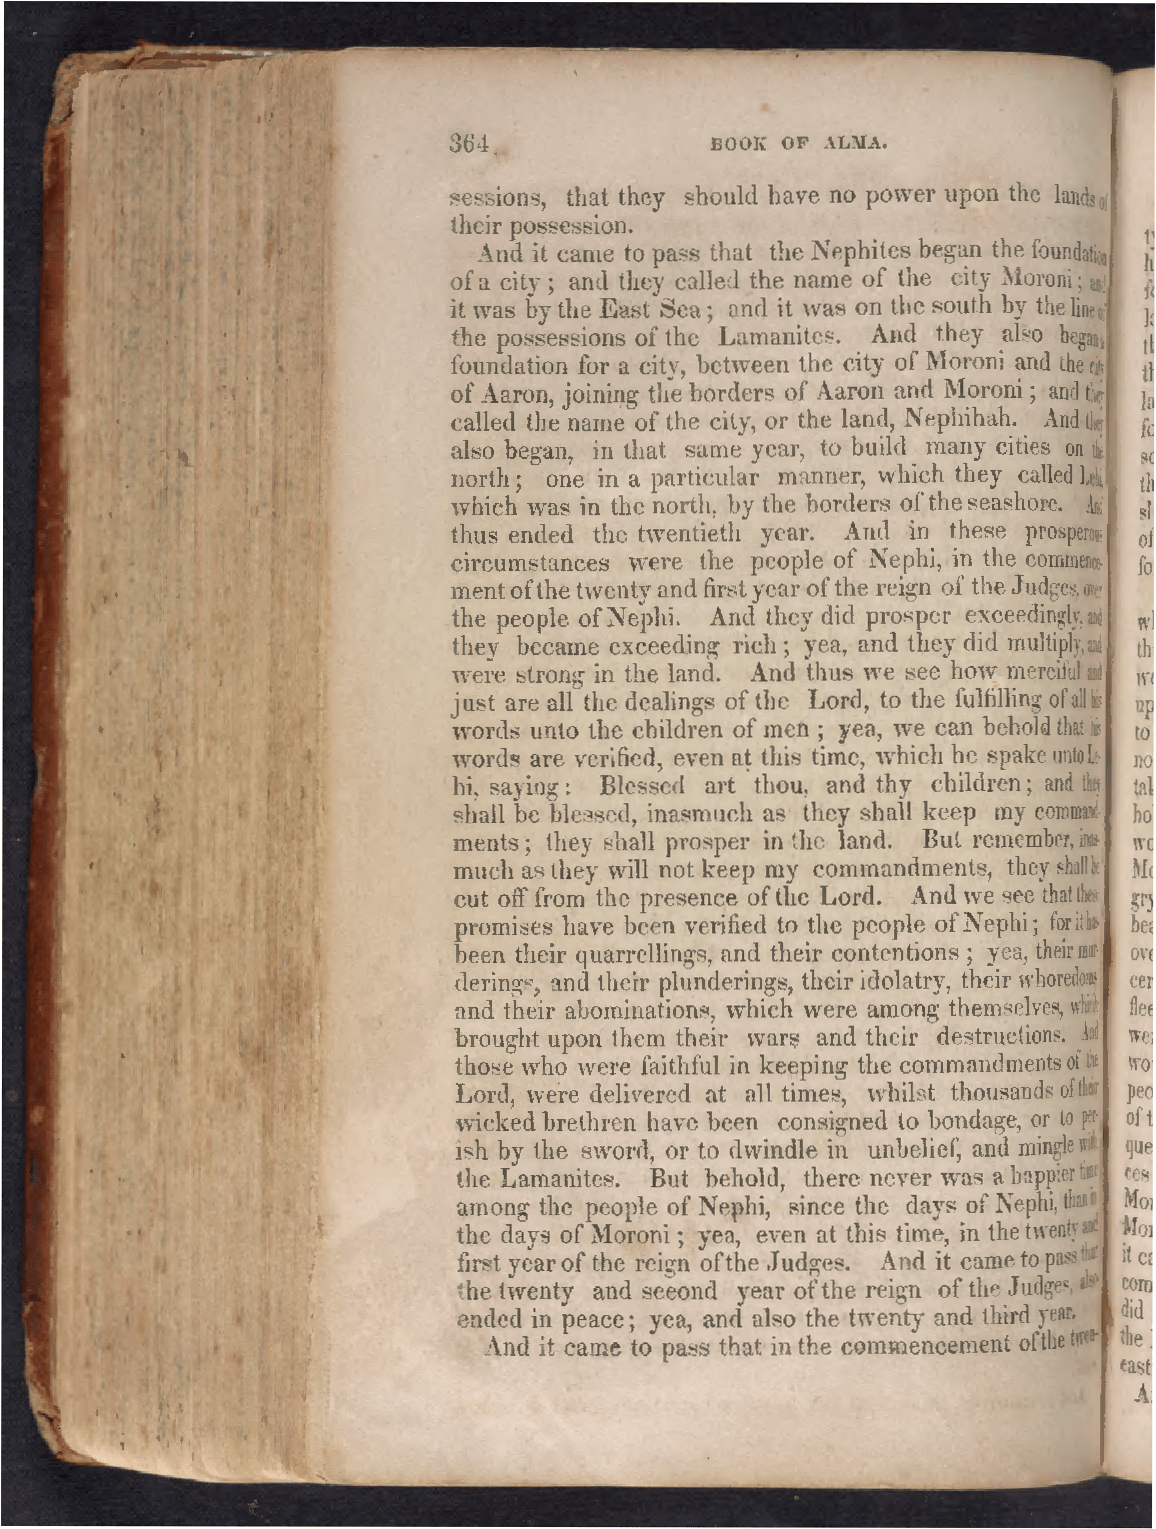 364 BOOK OF ALMA.
sessions, that they should have no power upon the lands of
their possession.
And it came to pass that the Nephites began the foundation
of a city; and they called the name of the city Moroni; and
it was by the East Sea; and it was on the south by the line of
the possessions of the Lamanites. And they also began a
foundation for a city, between the city of Moroni and the city
of Aaron, joining the borders of Aaron and Moroni; and they
called the name of the city, or the land, Nephihah. And they
also began, in that same year, to build many cities on the
north; one in a particular manner, which they called Lehi,
which was in the north, by the borders of the seashore. And
thus ended the twentieth year. And in these prosperous
circumstances were the people of Nephi, in the commence-
ment of the twenty and first year of the reign of the Judges, over
the people of Nephi. And they did prosper exceedingly, and
they became exceeding rich; yea, and they did multiply, and
were strong in the land. And thus we see how merciful and
just are all the dealings of the Lord, to the fulfilling of all his
words unto the children of men; yea, we can behold that his
words are verified, even at this time, which he spake unto Le-
hi, saying: Blessed art thou, and thy children; and they
shall be blessed, inasmuch as they shall keep my command-
ments; they shall prosper in the land. But remember, inas-
much as they will not keep my commandments, they shall be
cut off from the presence of the Lord. And we see that these
promises have been verified to the people of Nephi; for it has
been their quarrellings, and their contentions; yea, their mur-
derings, and their plunderings, their idolatry, their whoredoms
and their abominations, which were among themselves, which
brought upon them their wars and their destructions. And
those who were faithful in keeping the commandments of the
Lord, were delivered at all times, whilst thousands of their
wicked brethren have been consigned to bondage, or to per-
ish by the sword, or to dwindle in unbelief, and mingle with
the Lamanites. But behold, there never was a happier time
among the people of Nephi, since the days of Nephi, than in
the days of Moroni; yea, even at this time, in the twenty and
first year of the reign of the Judges. And it came to pass that
the twenty and second year of the reign of the Judges, also
ended in peace; yea, and also the twenty and third year.
And it came to pass that in the commencement of the twen-